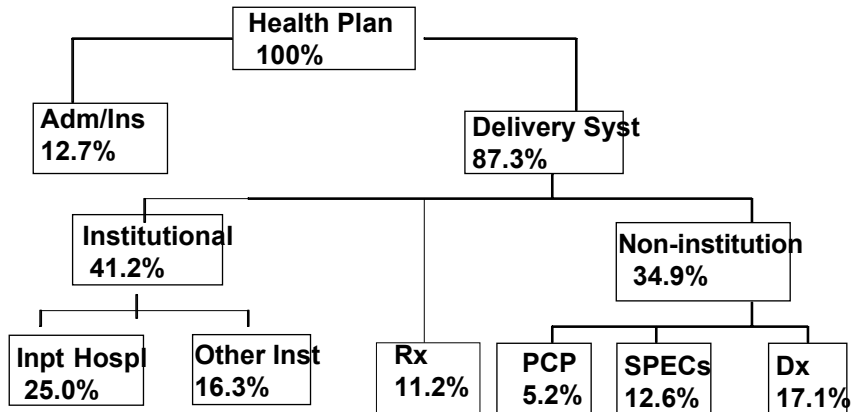 Health Plan
100%
Adm/Ins
12.7%
Delivery Syst
87.3%
Institutional
41.2%
Non-institution
34.9%
Inpt Hospl
25.0%
Other Inst
16.3%
Rx
11.2%
PCP
5.2%
SPECs
12.6%
Dx
17.1%